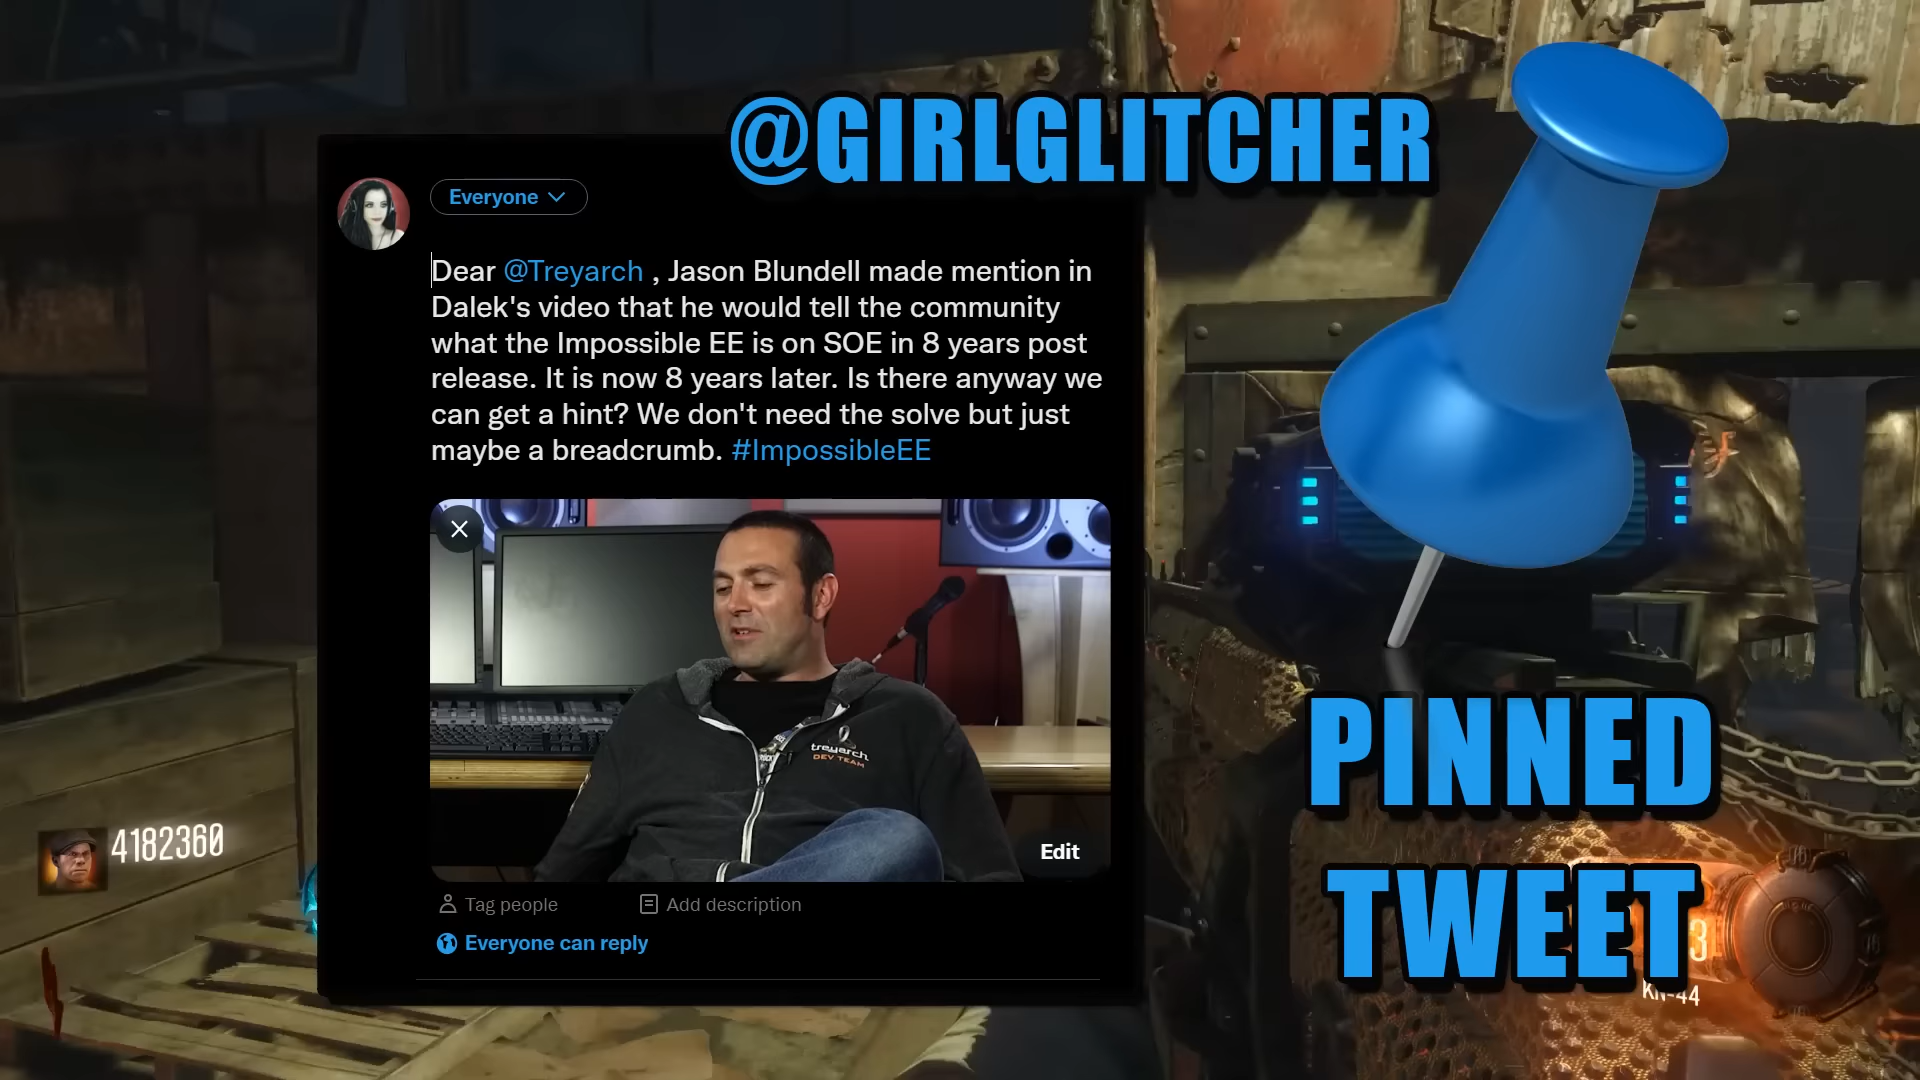 @GIRLGLITCHER
Everyone
Dear @Treyarch , Jason Blundell made mention in
Dalek's video that he would tell the community
what the Impossible EE is on SOE in 8 years post
release. It is now 8 years later. Is there anyway we
can get a hint? We don't need the solve but just
maybe a breadcrumb. #ImpossibleEE
treyarch
DEV TEAM
Edit
Tag people
Add description
Everyone can reply
4182360
PINNED
TWEET
3
KN-44